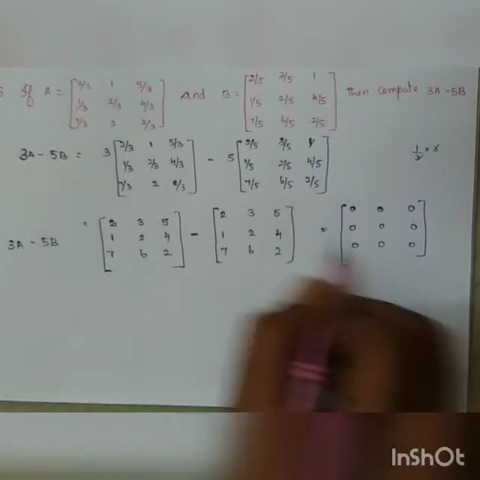 If A = [2/3 1 5/3 and B = [2/5 3/5 1 then compute 3A-5B
1/3 2/3 4/3 1/5 2/5 4/5
7/3 2 2/3] 7/5 6/5 2/5]
3A-5B = 3 [2/3 1 5/3 - 5 [2/5 3/5 1
1/3 2/3 4/3 1/5 2/5 4/5
7/3 2 2/3] 7/5 6/5 2/5]
3A-5B = [2 3 5 - [2 3 5 = [0 0 0
1 2 4 1 2 4 0 0 0
7 6 2] 7 6 2] 0 0 0]
InShOt